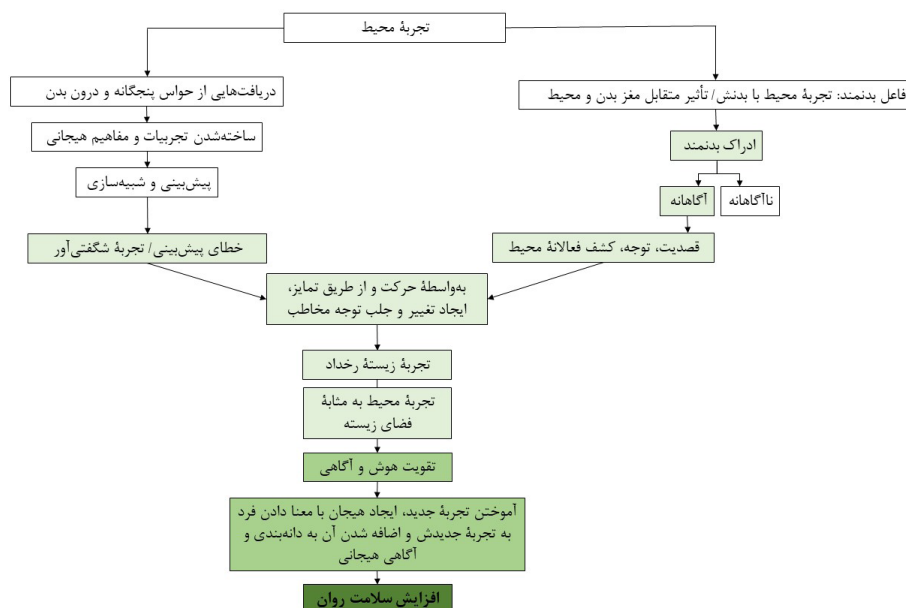 تجربهٔ محیط
فاعل بدنمند: تجربهٔ محیط با بدنش/ تأثیر متقابل مغز بدن و محیط
ادراک بدنمند
ناآگاهانه
آگاهانه
قصدیت، توجه، کشف فعالانهٔ محیط
دریافت‌هایی از حواس پنجگانه و درون بدن
ساخته‌شدن تجربیات و مفاهیم هیجانی
پیش‌بینی و شبیه‌سازی
خطای پیش‌بینی/ تجربهٔ شگفتی‌آور
به‌واسطهٔ حرکت و از طریق تمایز،
ایجاد تغییر و جلب توجه مخاطب
تجربهٔ زیستهٔ رخداد
تجربهٔ محیط به مثابهٔ
فضای زیسته
تقویت هوش و آگاهی
آموختن تجربهٔ جدید، ایجاد هیجان با معنا دادن فرد
به تجربهٔ جدیدش و اضافه شدن آن به دانه‌بندی و
آگاهی هیجانی
افزایش سلامت روان